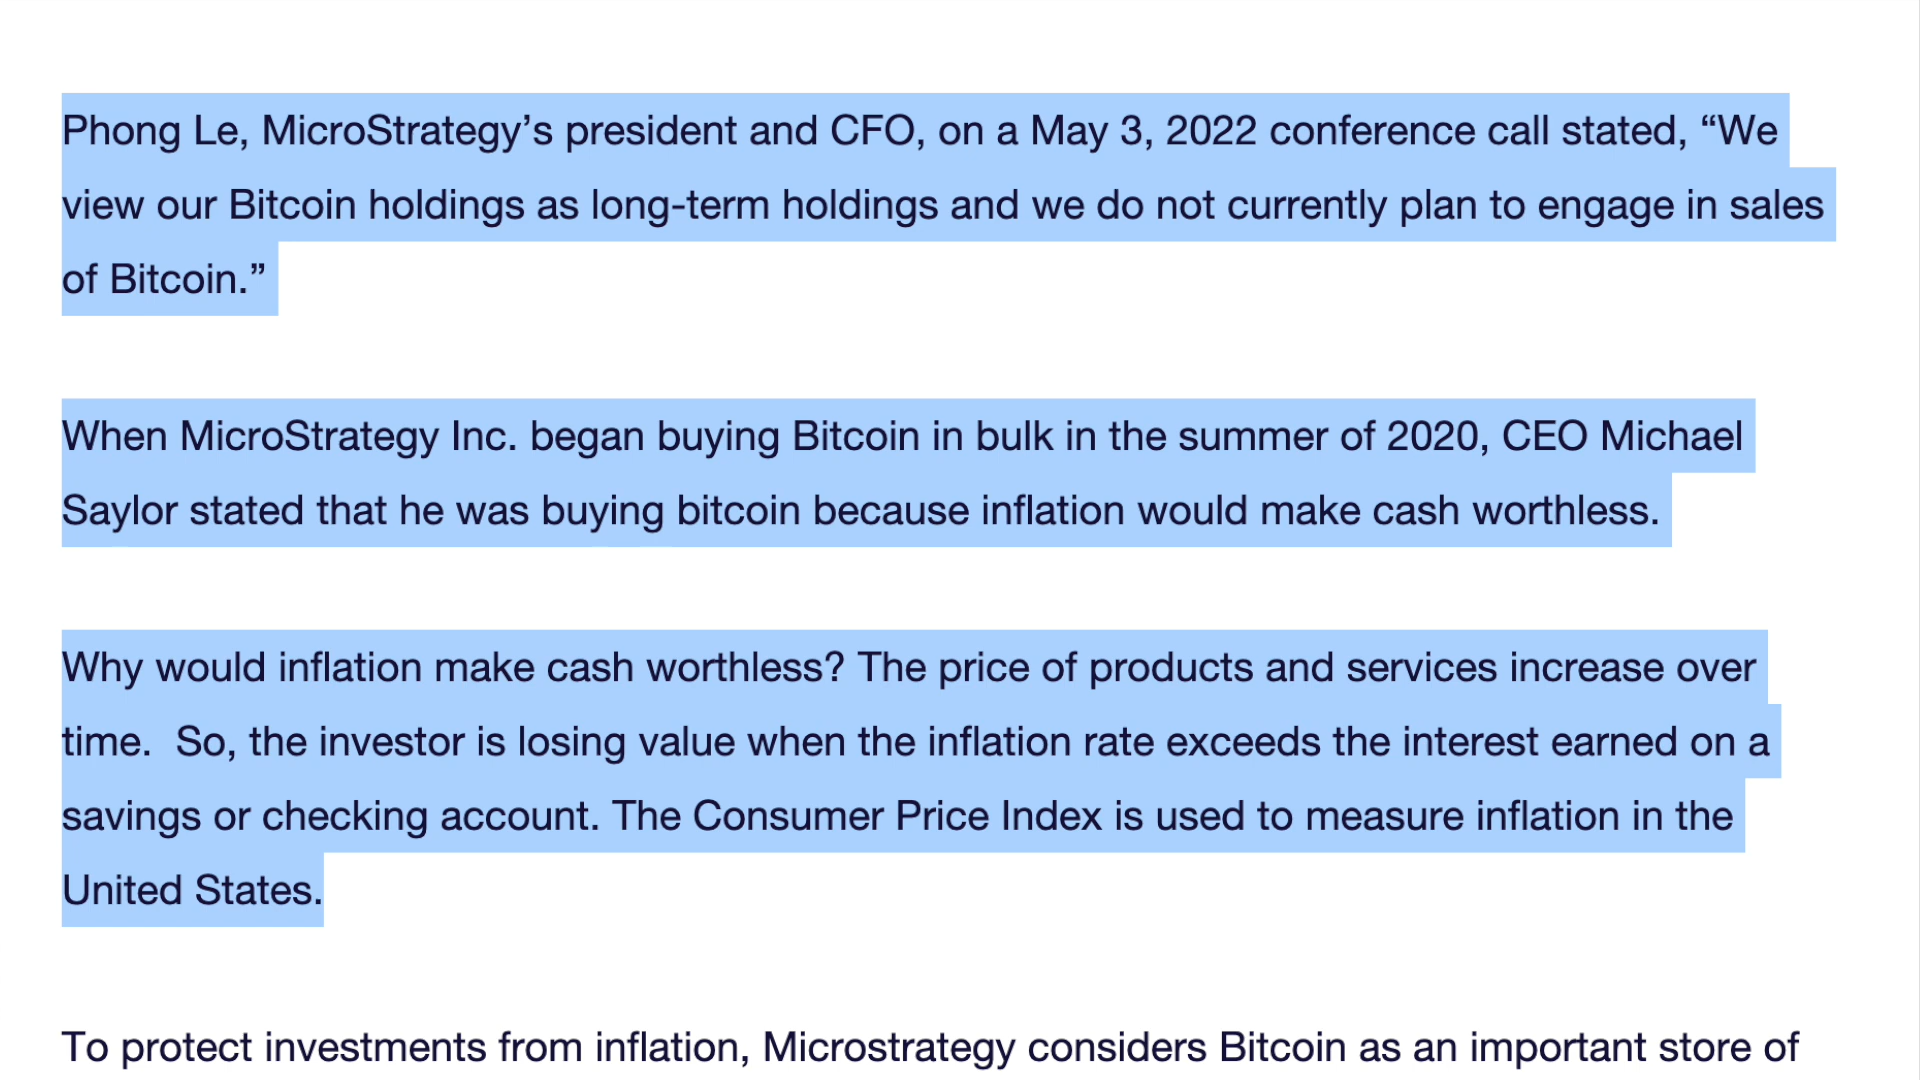 Phong Le, MicroStrategy’s president and CFO, on a May 3, 2022 conference call stated, “We
view our Bitcoin holdings as long-term holdings and we do not currently plan to engage in sales
of Bitcoin.”
When MicroStrategy Inc. began buying Bitcoin in bulk in the summer of 2020, CEO Michael
Saylor stated that he was buying bitcoin because inflation would make cash worthless.
Why would inflation make cash worthless? The price of products and services increase over
time.  So, the investor is losing value when the inflation rate exceeds the interest earned on a
savings or checking account. The Consumer Price Index is used to measure inflation in the
United States.
To protect investments from inflation, Microstrategy considers Bitcoin as an important store of